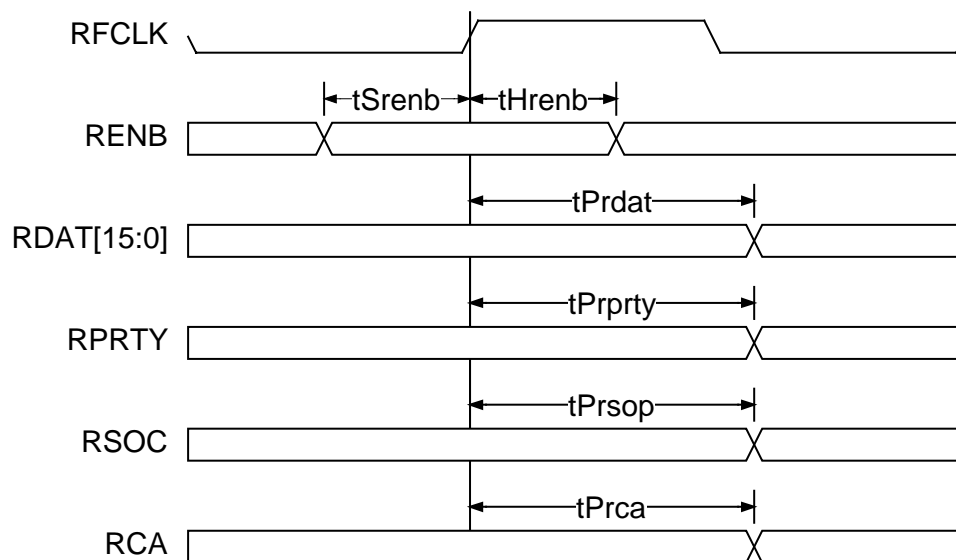 RFCLK
tSrenb tHrenb
RENB
tPrdat
RDAT[15:0]
tPrprty
RPRTY
tPrsop
RSOC
tPrca
RCA